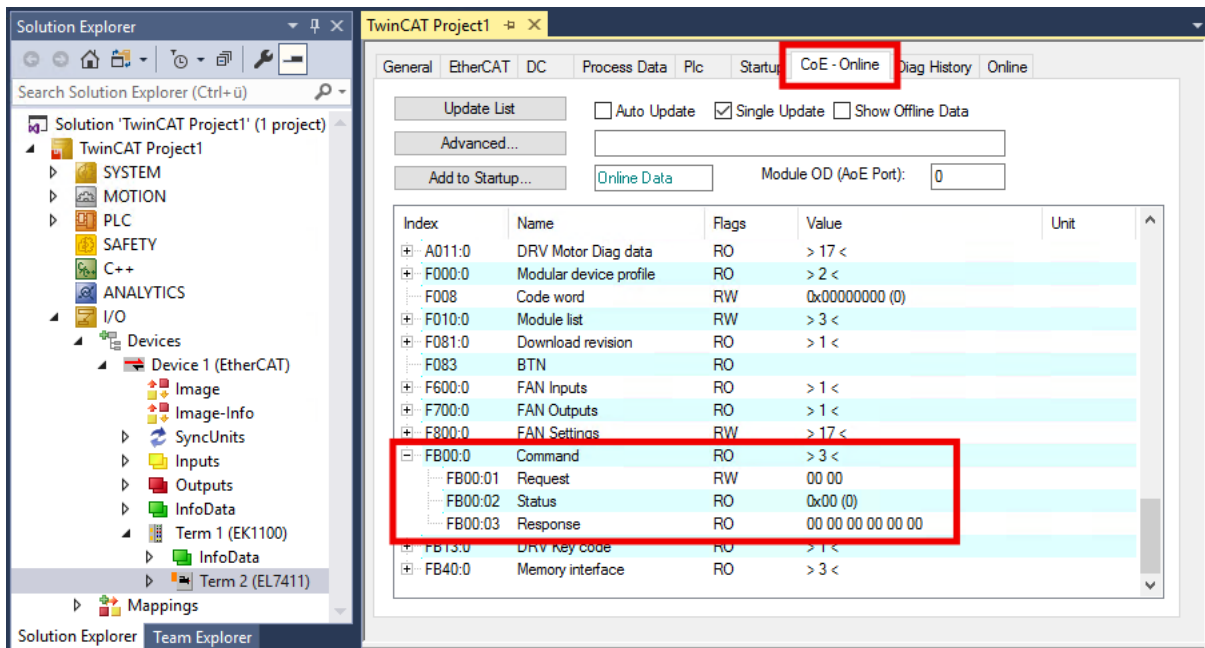 Solution Explorer
Search Solution Explorer (Ctrl+ü)
Solution 'TwinCAT Project1' (1 project)
TwinCAT Project1
SYSTEM
MOTION
PLC
SAFETY
C++
ANALYTICS
I/O
Devices
Device 1 (EtherCAT)
Image
Image-Info
SyncUnits
Inputs
Outputs
InfoData
Term 1 (EK1100)
InfoData
Term 2 (EL7411)
Mappings
Solution Explorer Team Explorer
TwinCAT Project1
General EtherCAT DC Process Data Plc Startup CoE - Online Diag History Online
Update List Auto Update Single Update Show Offline Data
Advanced...
Add to Startup... Online Data Module OD (AoE Port): 0
Index Name Flags Value Unit
A011:0 DRV Motor Diag data RO > 17 <
F000:0 Modular device profile RO > 2 <
F008 Code word RW 0x00000000 (0)
F010:0 Module list RW > 3 <
F081:0 Download revision RO > 1 <
F083 BTN RO
F600:0 FAN Inputs RO > 1 <
F700:0 FAN Outputs RO > 1 <
F800:0 FAN Settings RW > 17 <
FB00:0 Command RO > 3 <
FB00:01 Request RW 00 00
FB00:02 Status RO 0x00 (0)
FB00:03 Response RO 00 00 00 00 00 00
FB13:0 DRV Key code RO > 1 <
FB40:0 Memory interface RO > 3 <